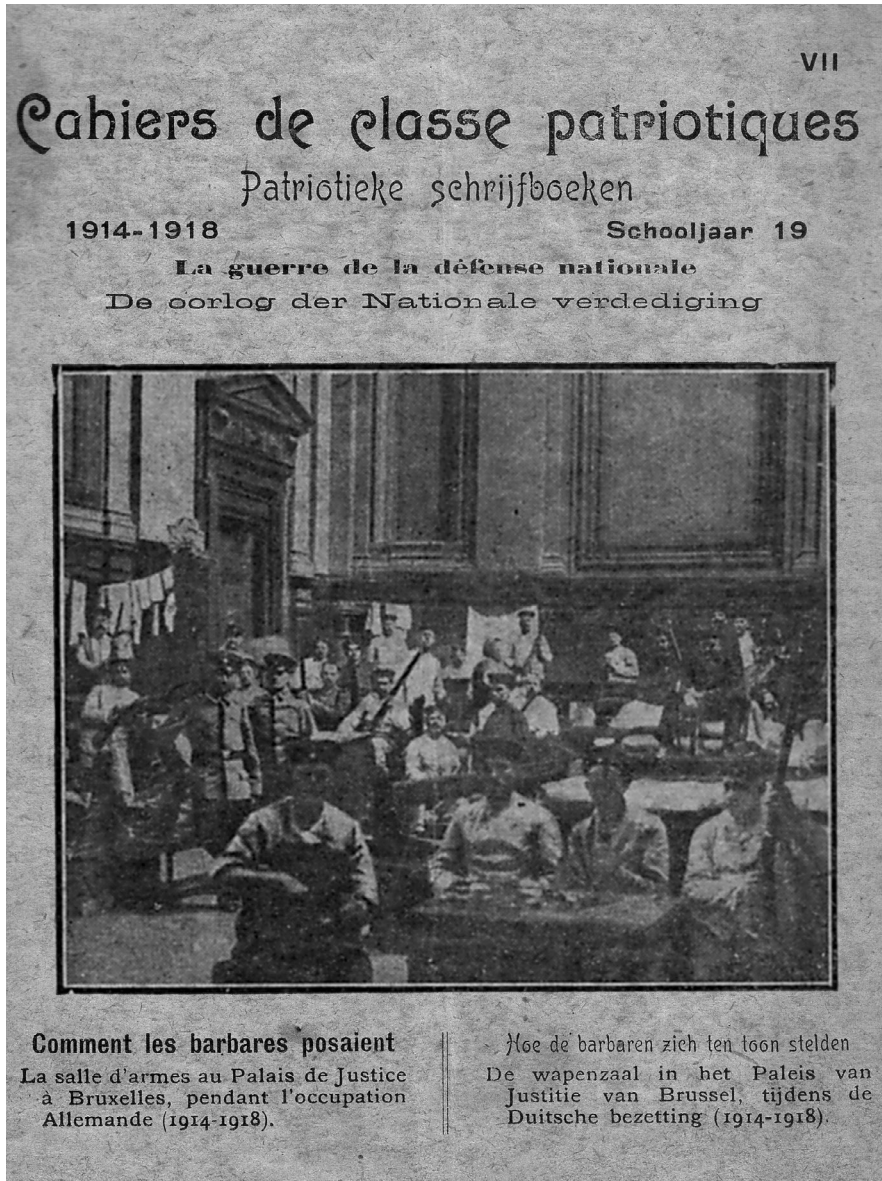 VII
Cahiers de classe patriotiques
Patriotieke schrijfboeken
1914-1918 Schooljaar 19
La guerre de la défense nationale
De oorlog der Nationale verdediging
Comment les barbares posaient
La salle d'armes au Palais de Justice
à Bruxelles, pendant l'occupation
Allemande (1914-1918).
Hoe de barbaren zich ten toon stelden
De wapenzaal in het Paleis van
Justitie van Brussel, tijdens de
Duitsche bezetting (1914-1918).